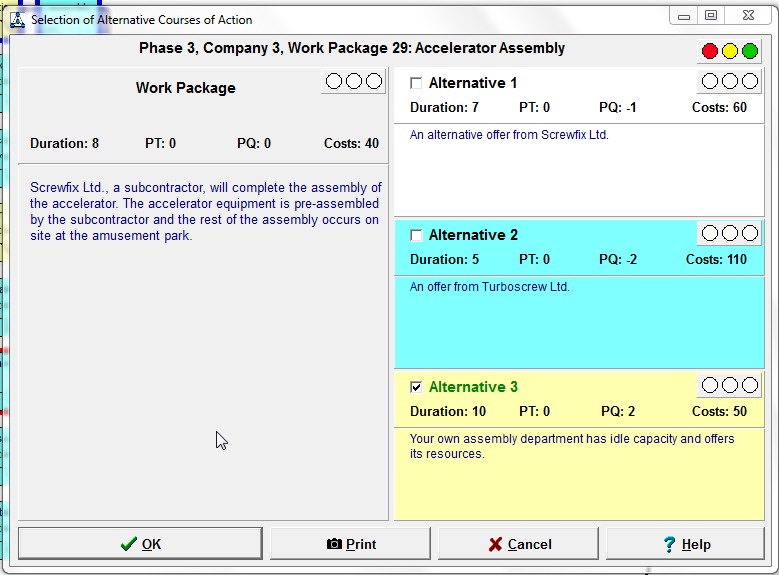 Selection of Alternative Courses of Action
Phase 3, Company 3, Work Package 29: Accelerator Assembly
Work Package
Duration: 8 PT: 0 PQ: 0 Costs: 40
Screwfix Ltd., a subcontractor, will complete the assembly of
the accelerator. The accelerator equipment is pre-assembled
by the subcontractor and the rest of the assembly occurs on
site at the amusement park.
Alternative 1
Duration: 7 PT: 0 PQ: -1 Costs: 60
An alternative offer from Screwfix Ltd.
Alternative 2
Duration: 5 PT: 0 PQ: -2 Costs: 110
An offer from Turboscrew Ltd.
Alternative 3
Duration: 10 PT: 0 PQ: 2 Costs: 50
Your own assembly department has idle capacity and offers
its resources.
OK Print Cancel Help